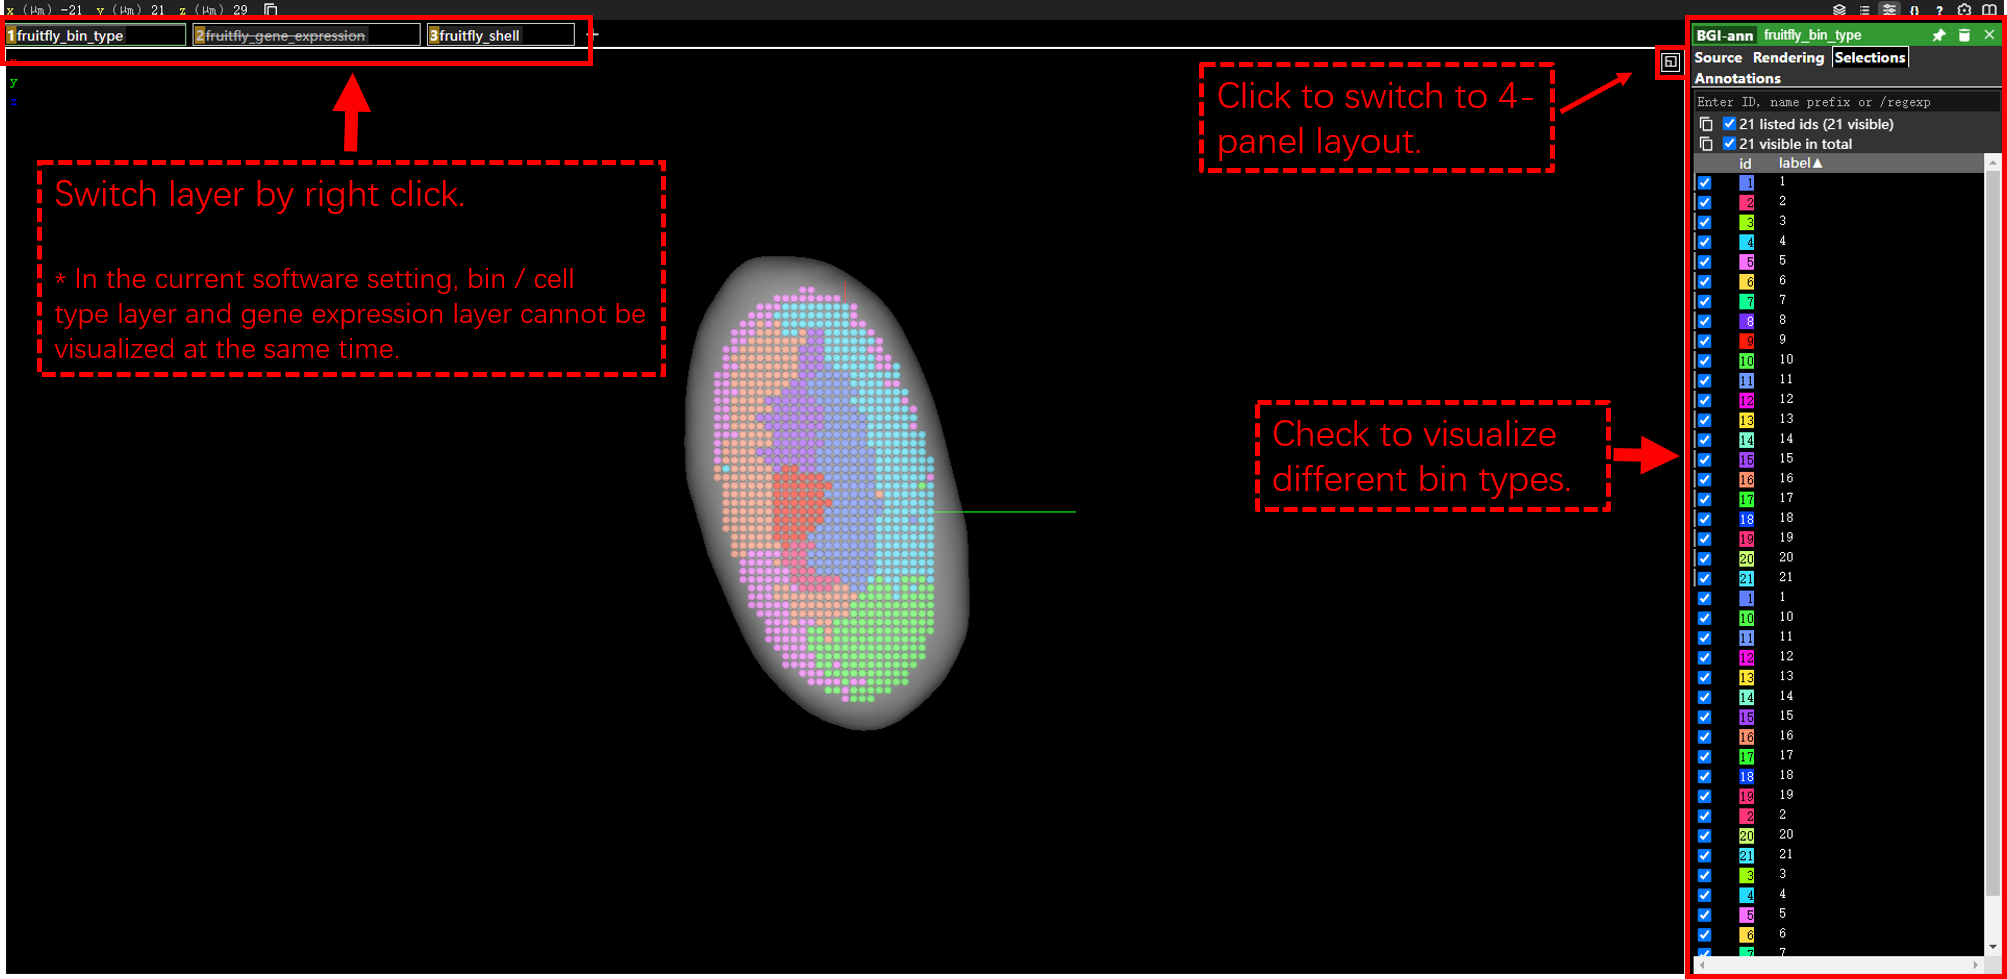 x (μm) -21 y (μm) 21 z (μm) 29
1fruitfly_bin_type 2fruitfly_gene_expression 3fruitfly_shell +
y
z
Switch layer by right click.
* In the current software setting, bin / cell
type layer and gene expression layer cannot be
visualized at the same time.
Click to switch to 4-
panel layout.
Check to visualize
different bin types.
{} ?
BGI-ann fruitfly_bin_type
Source Rendering Selections
Annotations
Enter ID, name prefix or /regexp
21 listed ids (21 visible)
21 visible in total
id label▲
1 1
2 2
3 3
4 4
5 5
6 6
7 7
8 8
9 9
10 10
11 11
12 12
13 13
14 14
15 15
16 16
17 17
18 18
19 19
20 20
21 21
1 1
10 10
11 11
12 12
13 13
14 14
15 15
16 16
17 17
18 18
19 19
2 2
20 20
21 21
3 3
4 4
5 5
6 6
7 7